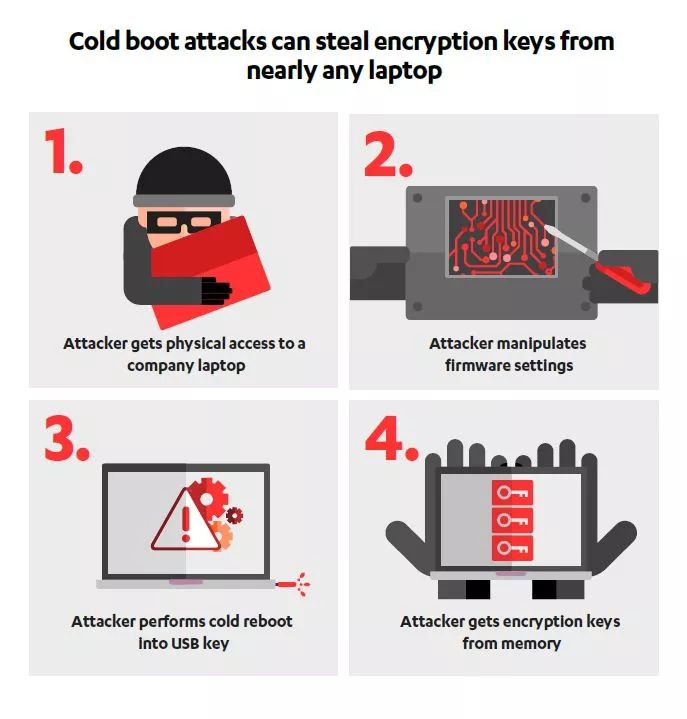 Cold boot attacks can steal encryption keys from
nearly any laptop
1.
Attacker gets physical access to a
company laptop
2.
Attacker manipulates
firmware settings
3.
Attacker performs cold reboot
into USB key
4.
Attacker gets encryption keys
from memory